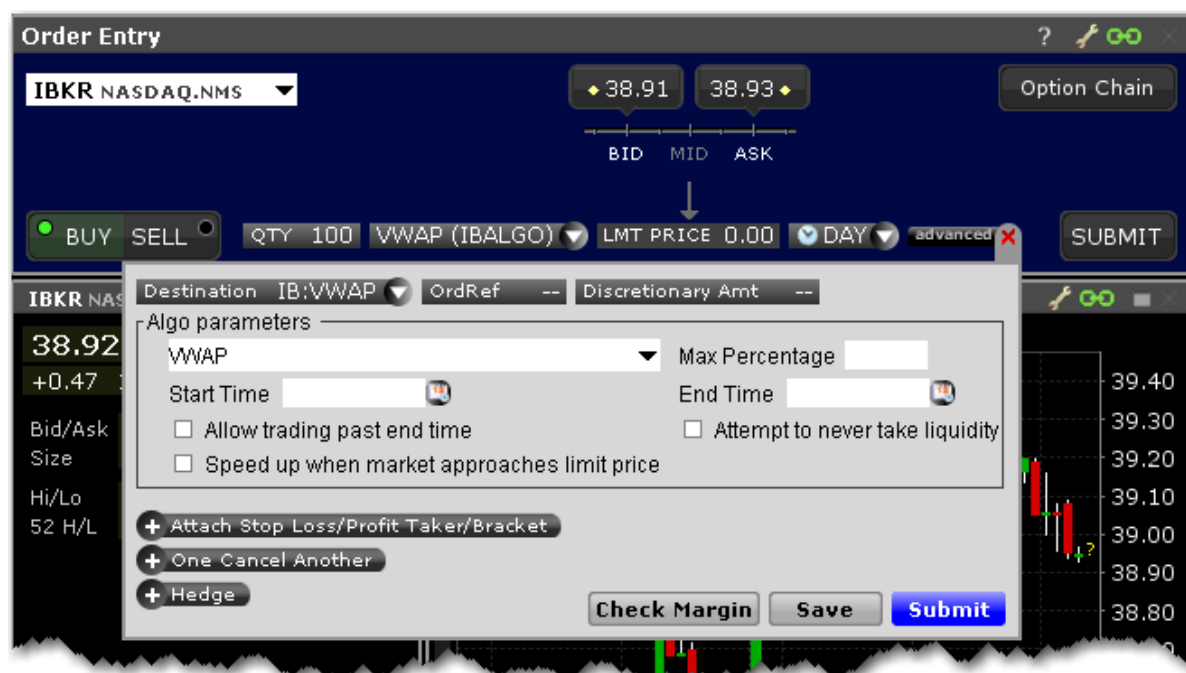 Order Entry ?
IBKR NASDAQ.NMS 38.91 38.93 Option Chain
BID MID ASK
BUY SELL QTY 100 VWAP (IBALGO) LMT PRICE 0.00 DAY advanced SUBMIT
IBKR
Destination IB:VWAP OrdRef -- Discretionary Amt --
Algo parameters
38.92
VWAP Max Percentage
+0.47
Start Time End Time
39.40
Bid/Ask
Allow trading past end time Attempt to never take liquidity
39.30
Size
Speed up when market approaches limit price
39.20
Hi/Lo
39.10
52 H/L
Attach Stop Loss/Profit Taker/Bracket
39.00
?
One Cancel Another
38.90
Hedge
Check Margin Save Submit
38.80